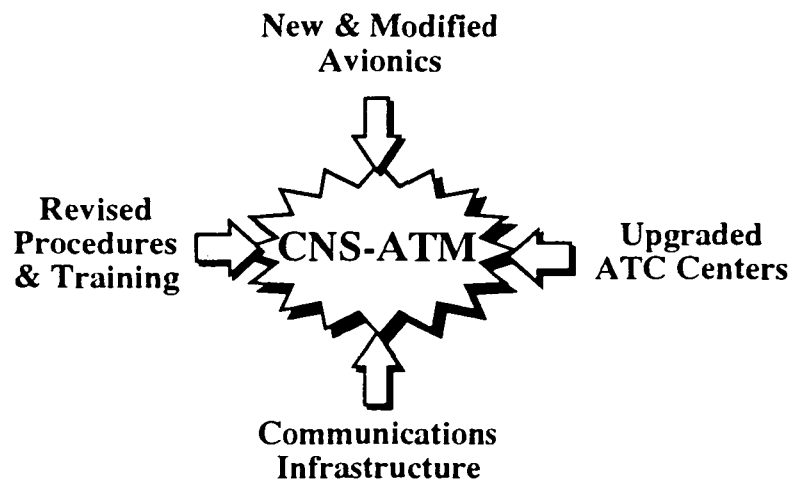 New & Modified
Avionics
Revised
Procedures
& Training
CNS-ATM
Upgraded
ATC Centers
Communications
Infrastructure